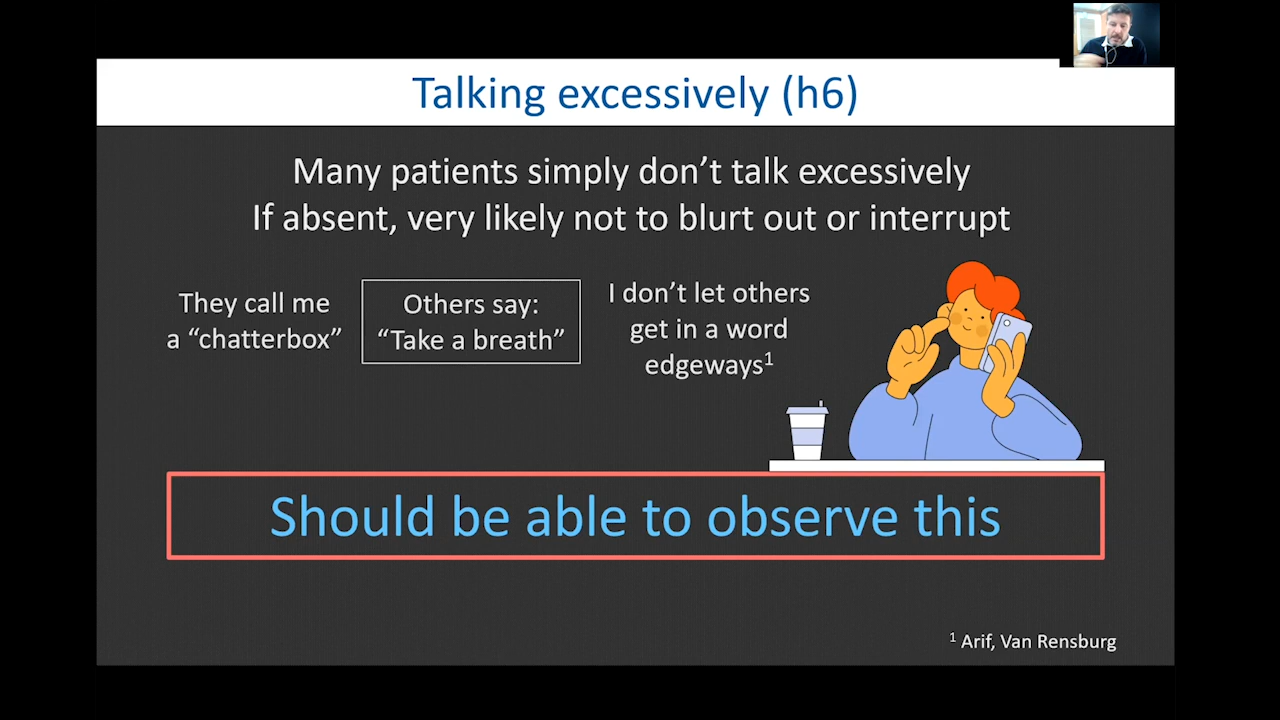 Talking excessively (h6)
Many patients simply don’t talk excessively
If absent, very likely not to blurt out or interrupt
They call me
a “chatterbox”
Others say:
“Take a breath”
I don’t let others
get in a word
edgeways¹
Should be able to observe this
¹ Arif, Van Rensburg